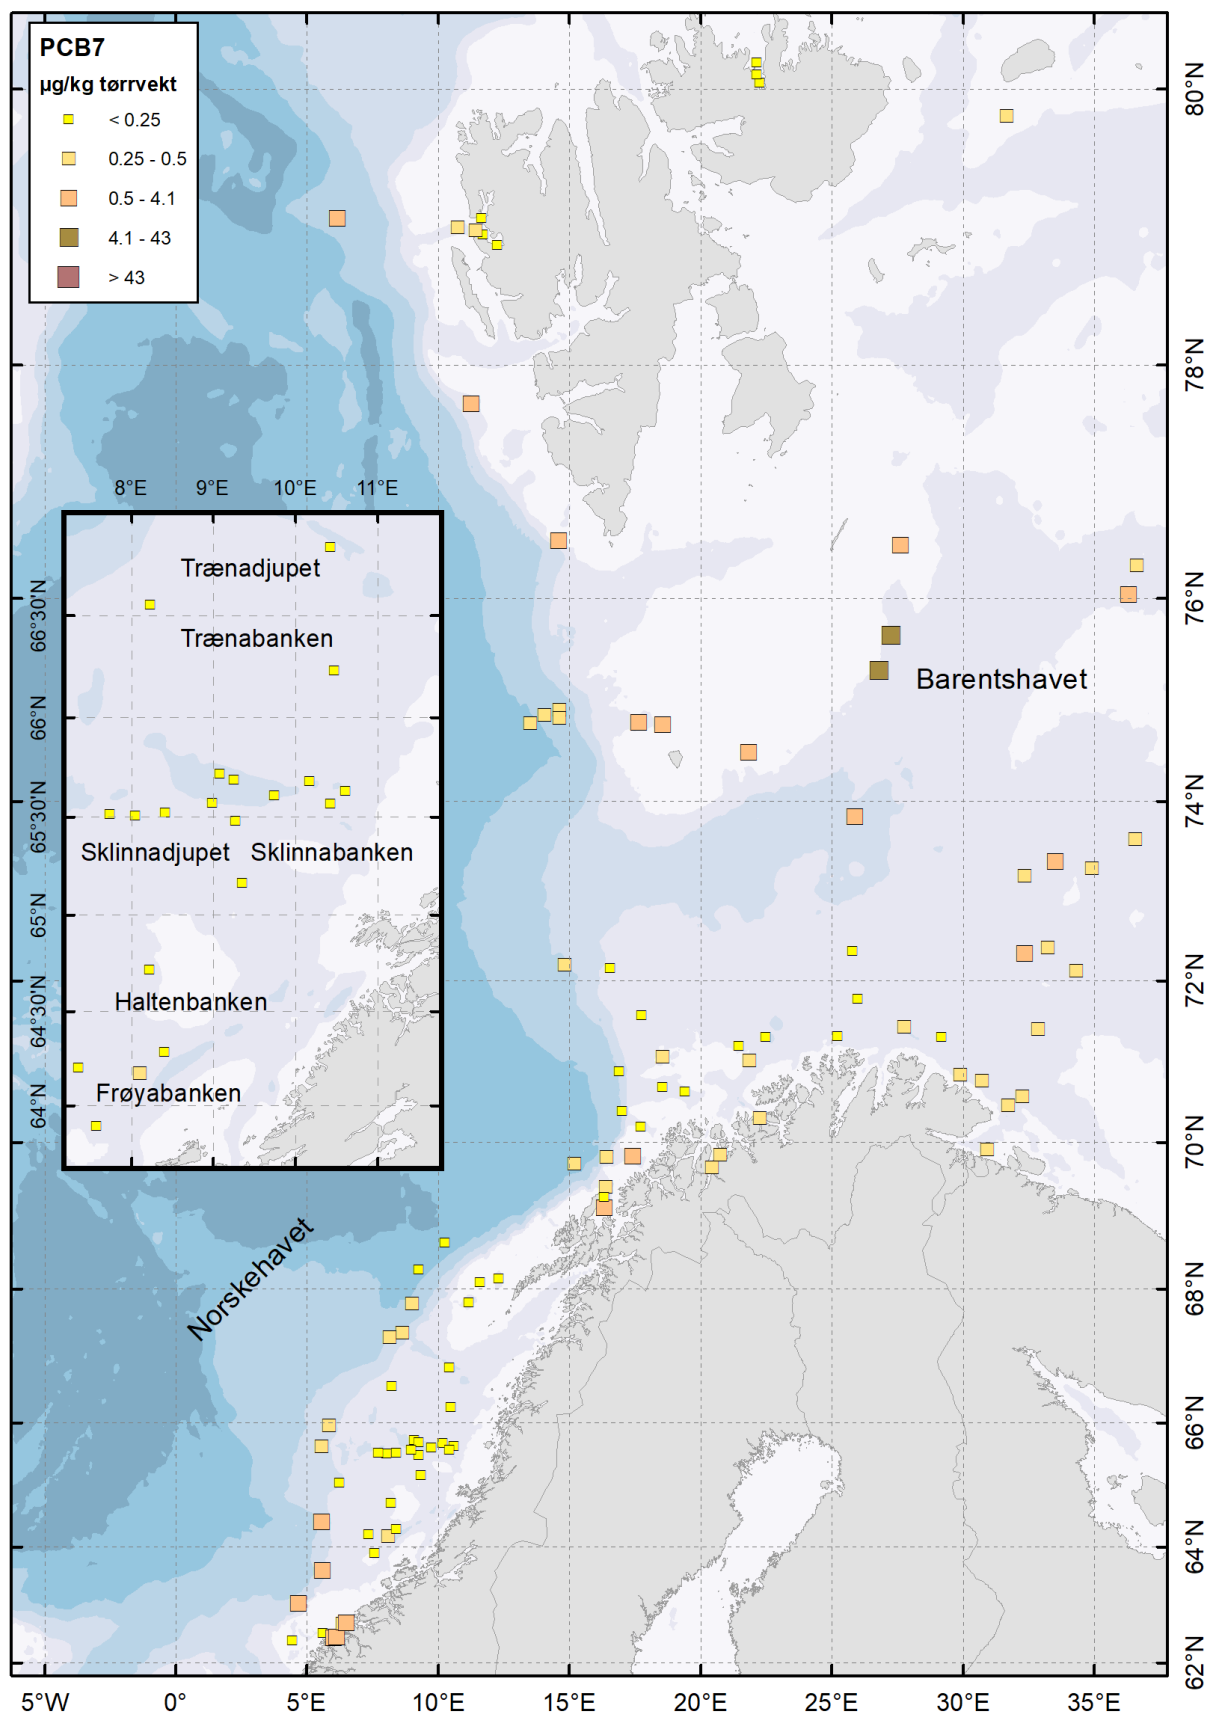 PCB7
µg/kg tørrvekt
< 0.25
0.25 - 0.5
0.5 - 4.1
4.1 - 43
> 43
80°N
78°N
76°N
74°N
72°N
70°N
68°N
66°N
64°N
62°N
8°E
9°E
10°E
11°E
66°30'N
66°N
65°30'N
65°N
64°30'N
64°N
Trænadjupet
Trænabanken
Sklinnadjupet
Sklinnabanken
Haltenbanken
Frøyabanken
Barentshavet
Norskehavet
5°W
0°
5°E
10°E
15°E
20°E
25°E
30°E
35°E